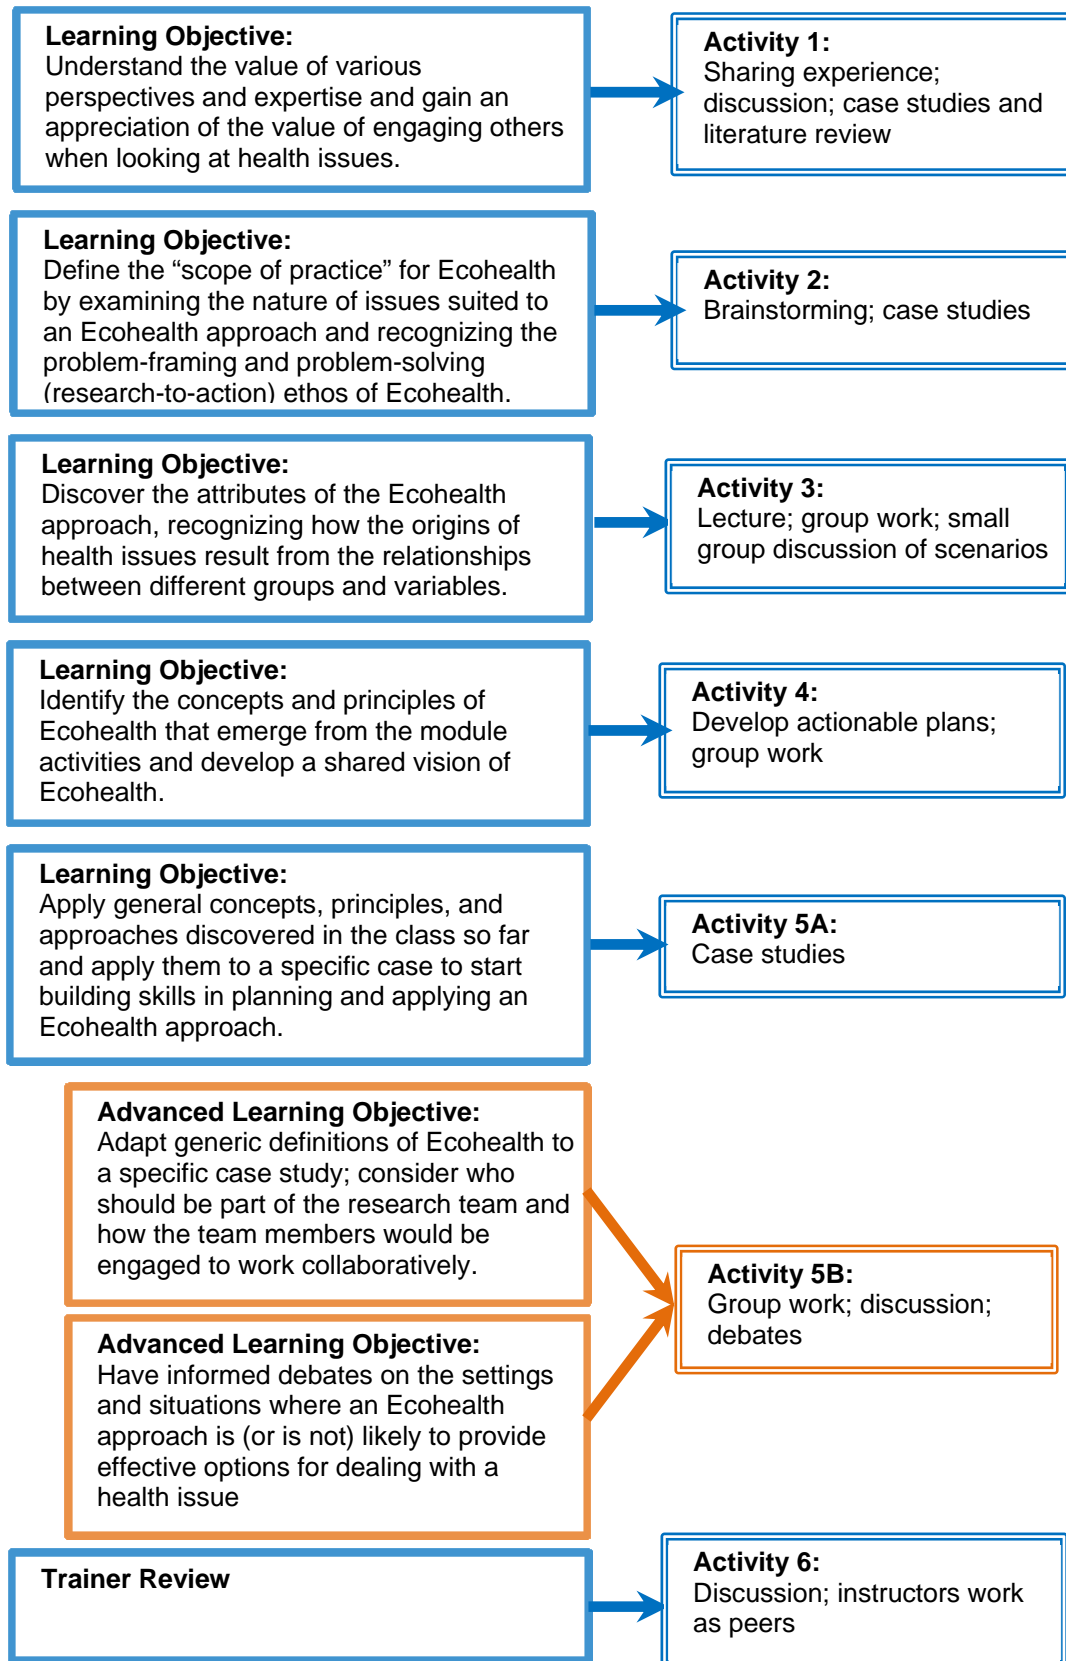 Learning Objective:
Understand the value of various
perspectives and expertise and gain an
appreciation of the value of engaging others
when looking at health issues.
Activity 1:
Sharing experience;
discussion; case studies and
literature review
Learning Objective:
Define the “scope of practice” for Ecohealth
by examining the nature of issues suited to
an Ecohealth approach and recognizing the
problem-framing and problem-solving
(research-to-action) ethos of Ecohealth.
Activity 2:
Brainstorming; case studies
Learning Objective:
Discover the attributes of the Ecohealth
approach, recognizing how the origins of
health issues result from the relationships
between different groups and variables.
Activity 3:
Lecture; group work; small
group discussion of scenarios
Learning Objective:
Identify the concepts and principles of
Ecohealth that emerge from the module
activities and develop a shared vision of
Ecohealth.
Activity 4:
Develop actionable plans;
group work
Learning Objective:
Apply general concepts, principles, and
approaches discovered in the class so far
and apply them to a specific case to start
building skills in planning and applying an
Ecohealth approach.
Activity 5A:
Case studies
Advanced Learning Objective:
Adapt generic definitions of Ecohealth to
a specific case study; consider who
should be part of the research team and
how the team members would be
engaged to work collaboratively.
Advanced Learning Objective:
Have informed debates on the settings
and situations where an Ecohealth
approach is (or is not) likely to provide
effective options for dealing with a
health issue
Activity 5B:
Group work; discussion;
debates
Trainer Review
Activity 6:
Discussion; instructors work
as peers